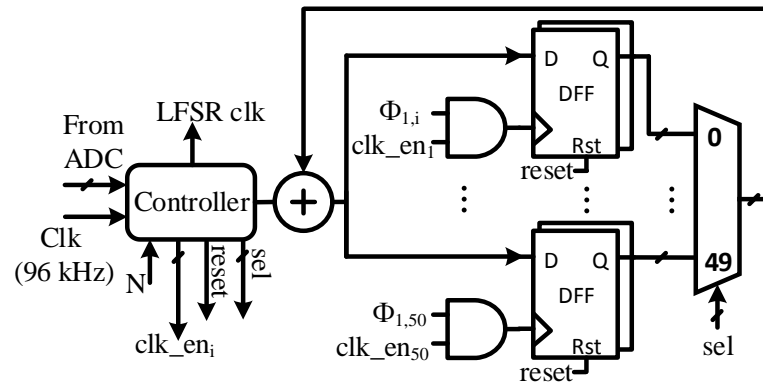 LFSR clk
From
ADC
Controller
Clk
(96 kHz)
N
clk_enᵢ
reset
sel
+
Φ₁,ᵢ
clk_en₁
D Q
DFF
Rst
reset
Φ₁,₅₀
clk_en₅₀
D Q
DFF
Rst
reset
0
49
sel